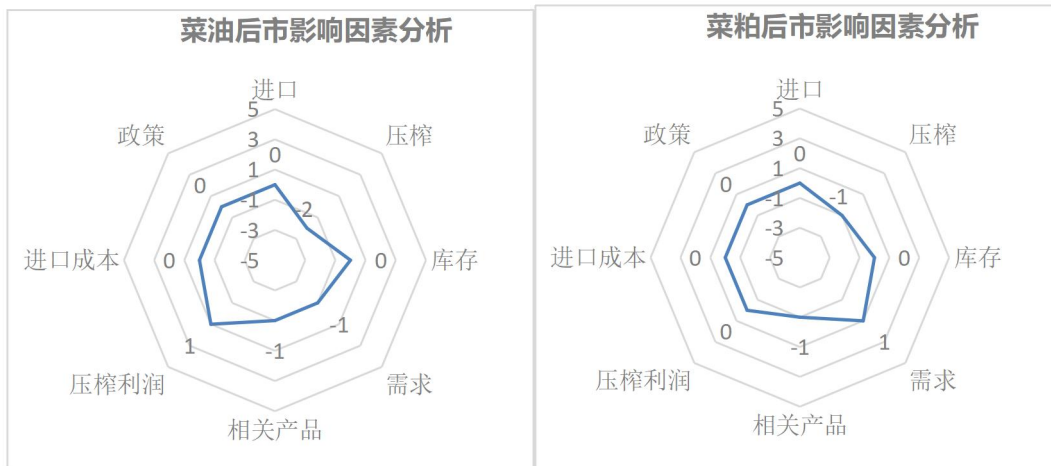 菜油后市影响因素分析
进口
5
政策
压榨
3
0
1
0
-1
-2
-3
进口成本
0
-5
0
库存
-1
1
-1
压榨利润
需求
相关产品
菜粕后市影响因素分析
进口
5
政策
压榨
3
0
1
0
-1
-1
-3
进口成本
0
-5
0
库存
0
-1
1
压榨利润
需求
相关产品